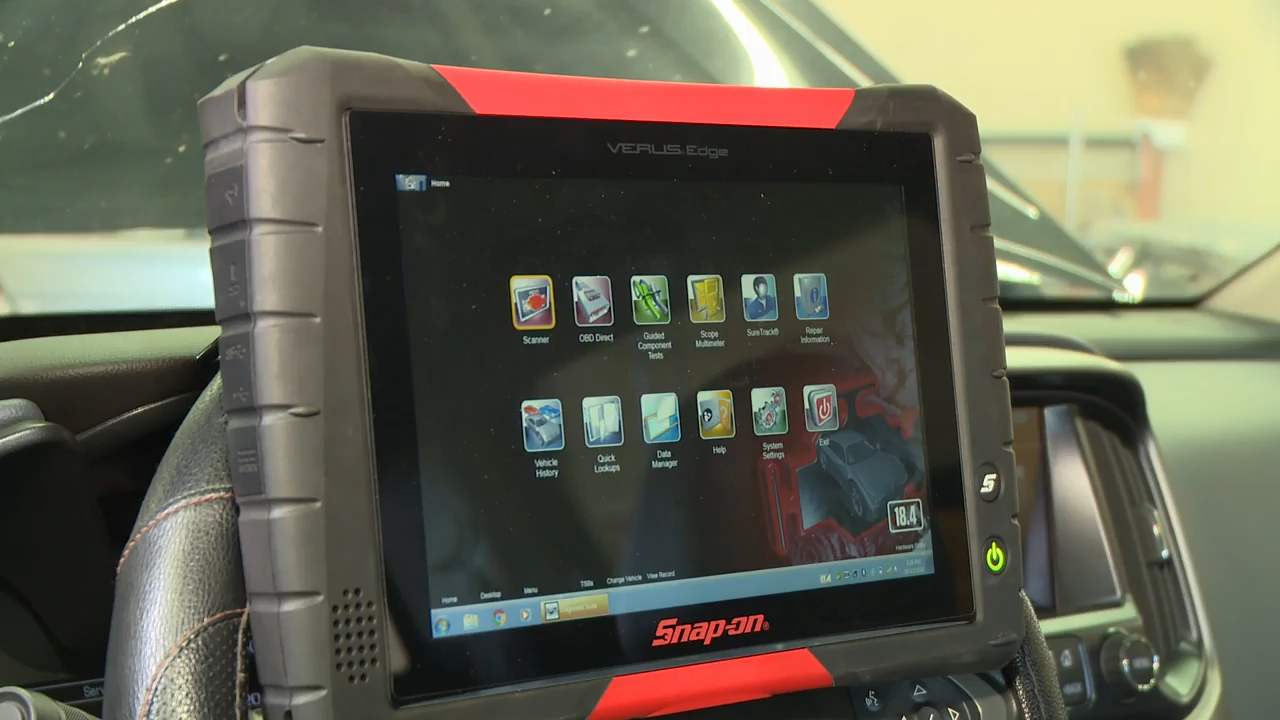 VERUS Edge
Home
Scanner
OBD Direct
Guided
Component
Tests
Scope
Multimeter
SureTrack®
Repair
Information
Vehicle
History
Quick
Lookups
Data
Manager
Help
System
Settings
Exit
S
18.4
Home
Desktop
Menu
TSBs
Change Vehicle
View Record
Snap-on®